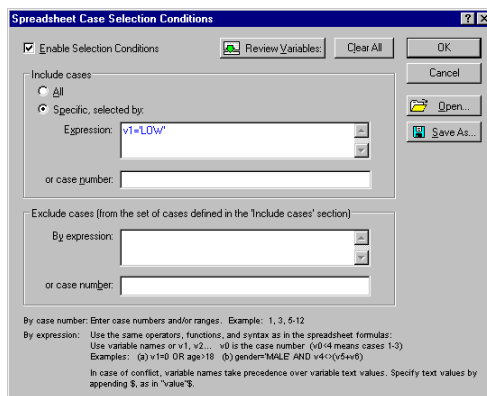 Spreadsheet Case Selection Conditions
Enable Selection Conditions
Review Variables:
Clear All
OK
Cancel
Open...
Save As...
Include cases
All
Specific, selected by:
Expression: v1='LOW'
or case number:
Exclude cases (from the set of cases defined in the 'Include cases' section)
By expression:
or case number:
By case number: Enter case numbers and/or ranges. Example: 1, 3, 5-12
By expression: Use the same operators, functions, and syntax as in the spreadsheet formulas:
Use variable names or v1, v2... v0 is the case number (v0<4 means cases 1-3)
Examples: (a) v1=0 OR age>18 (b) gender='MALE' AND v4<>(v5+v6)
In case of conflict, variable names take precedence over variable text values. Specify text values by
appending $, as in "value"$.